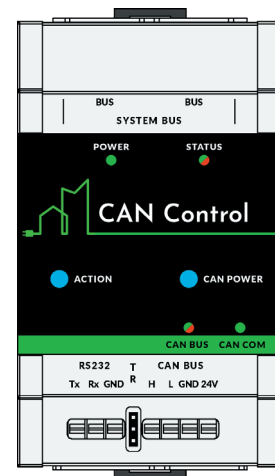 BUS BUS
SYSTEM BUS
POWER STATUS
CAN Control
ACTION CAN POWER
CAN BUS CAN COM
RS232 T CAN BUS
Tx Rx GND R H L GND 24V